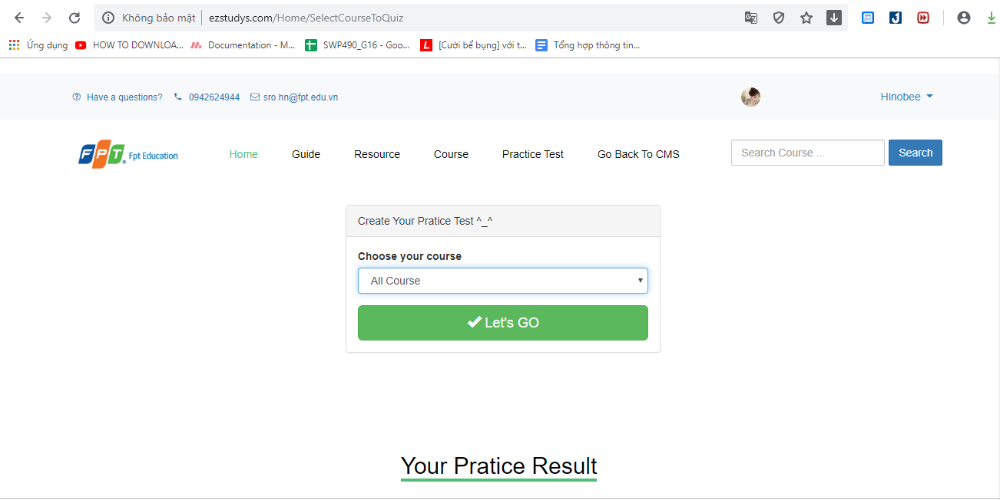 Không bảo mật ezstudys.com/Home/SelectCourseToQuiz
Ứng dụng HOW TO DOWNLOA... Documentation - M... SWP490_G16 - Goo... [Cười bể bụng] với t... Tổng hợp thông tin...
Have a questions? 0942624944 sro.hn@fpt.edu.vn Hinobee
FPT Fpt Education Home Guide Resource Course Practice Test Go Back To CMS Search Course ... Search
Create Your Pratice Test ^_^
Choose your course
All Course
Let's GO
Your Pratice Result